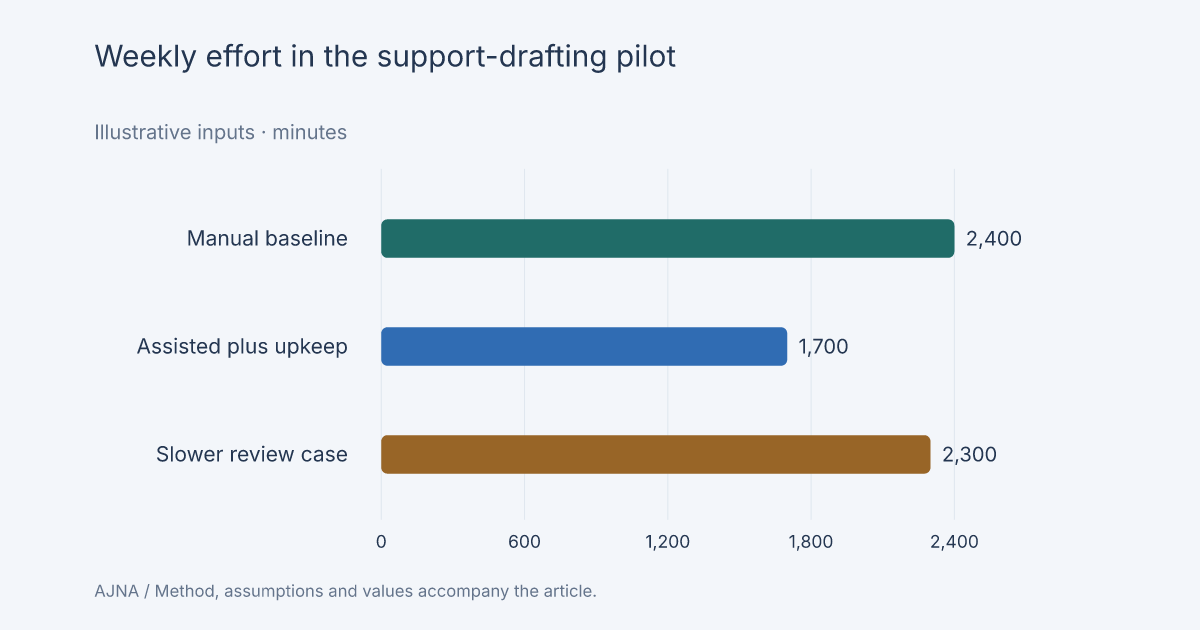 Weekly effort in the support-drafting pilot
Illustrative inputs · minutes
Manual baseline
2,400
Assisted plus upkeep
1,700
Slower review case
2,300
0
600
1,200
1,800
2,400
AJNA / Method, assumptions and values accompany the article.